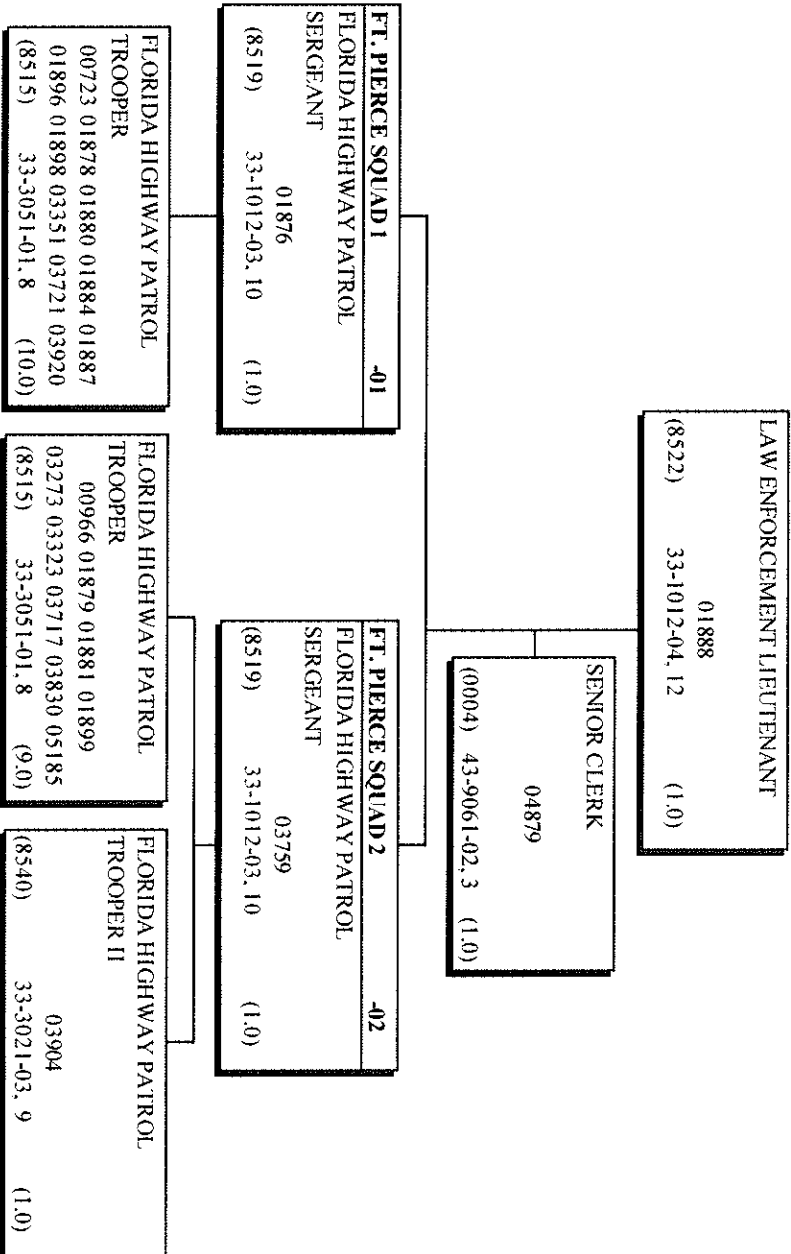 LAW ENFORCEMENT LIEUTENANT
01888
(8522) 33-1012-04, 12 (1.0)
SENIOR CLERK
04879
(0004) 43-9061-02, 3 (1.0)
FT. PIERCE SQUAD 1 -01
FLORIDA HIGHWAY PATROL
SERGEANT
01876
(8519) 33-1012-03, 10 (1.0)
FT. PIERCE SQUAD 2 -02
FLORIDA HIGHWAY PATROL
SERGEANT
03759
(8519) 33-1012-03, 10 (1.0)
FLORIDA HIGHWAY PATROL
TROOPER
00723 01878 01880 01884 01887
01896 01898 03351 03721 03920
(8515) 33-3051-01, 8 (10.0)
FLORIDA HIGHWAY PATROL
TROOPER
00966 01879 01881 01899
03273 03323 03717 03830 05185
(8515) 33-3051-01, 8 (9.0)
FLORIDA HIGHWAY PATROL
TROOPER II
03904
(8540) 33-3021-03, 9 (1.0)